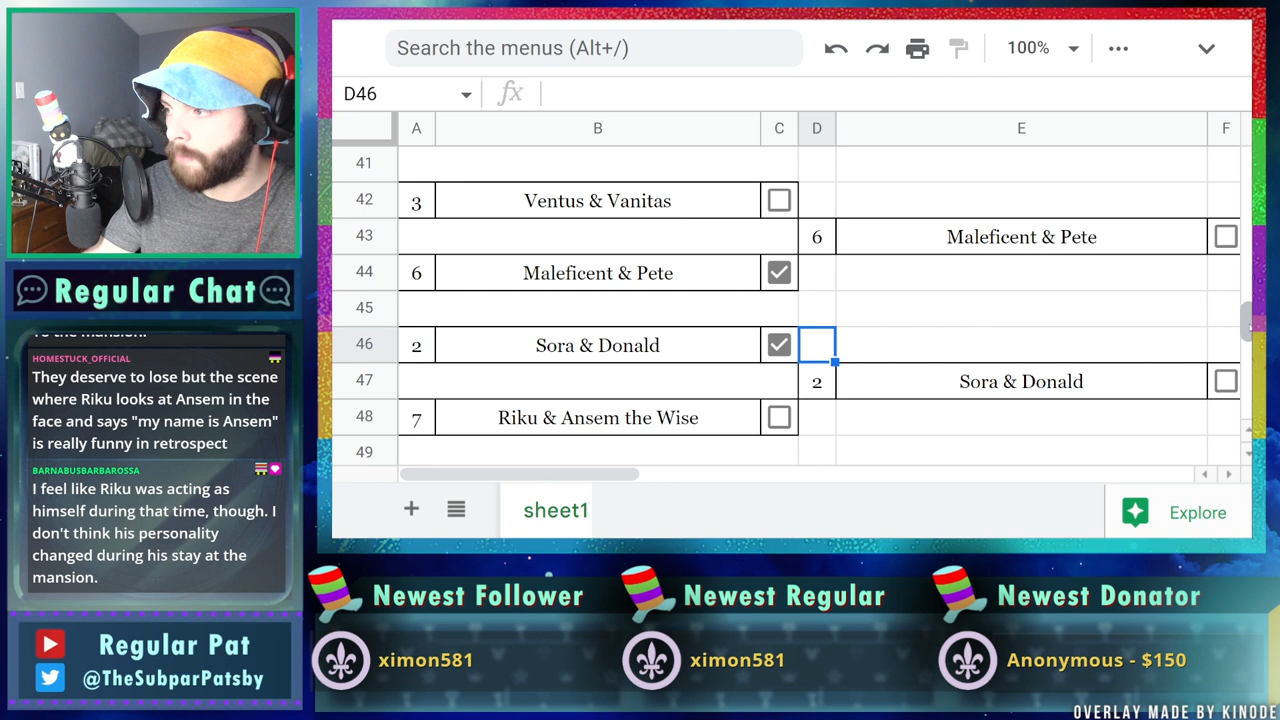 Search the menus (Alt+/)
100%
D46
fx
A B C D E F
41
42 3 Ventus & Vanitas
43 6 Maleficent & Pete
44 6 Maleficent & Pete
45
46 2 Sora & Donald
47 2 Sora & Donald
48 7 Riku & Ansem the Wise
49
sheet1
Explore
Regular Chat
HOMESTUCK_OFFICIAL
They deserve to lose but the scene
where Riku looks at Ansem in the
face and says "my name is Ansem"
is really funny in retrospect
BARNABUSBARBAROSSA
I feel like Riku was acting as
himself during that time, though. I
don't think his personality
changed during his stay at the
mansion.
Regular Pat
@TheSubparPatsby
Newest Follower
ximon581
Newest Regular
ximon581
Newest Donator
Anonymous - $150
OVERLAY MADE BY KINODE